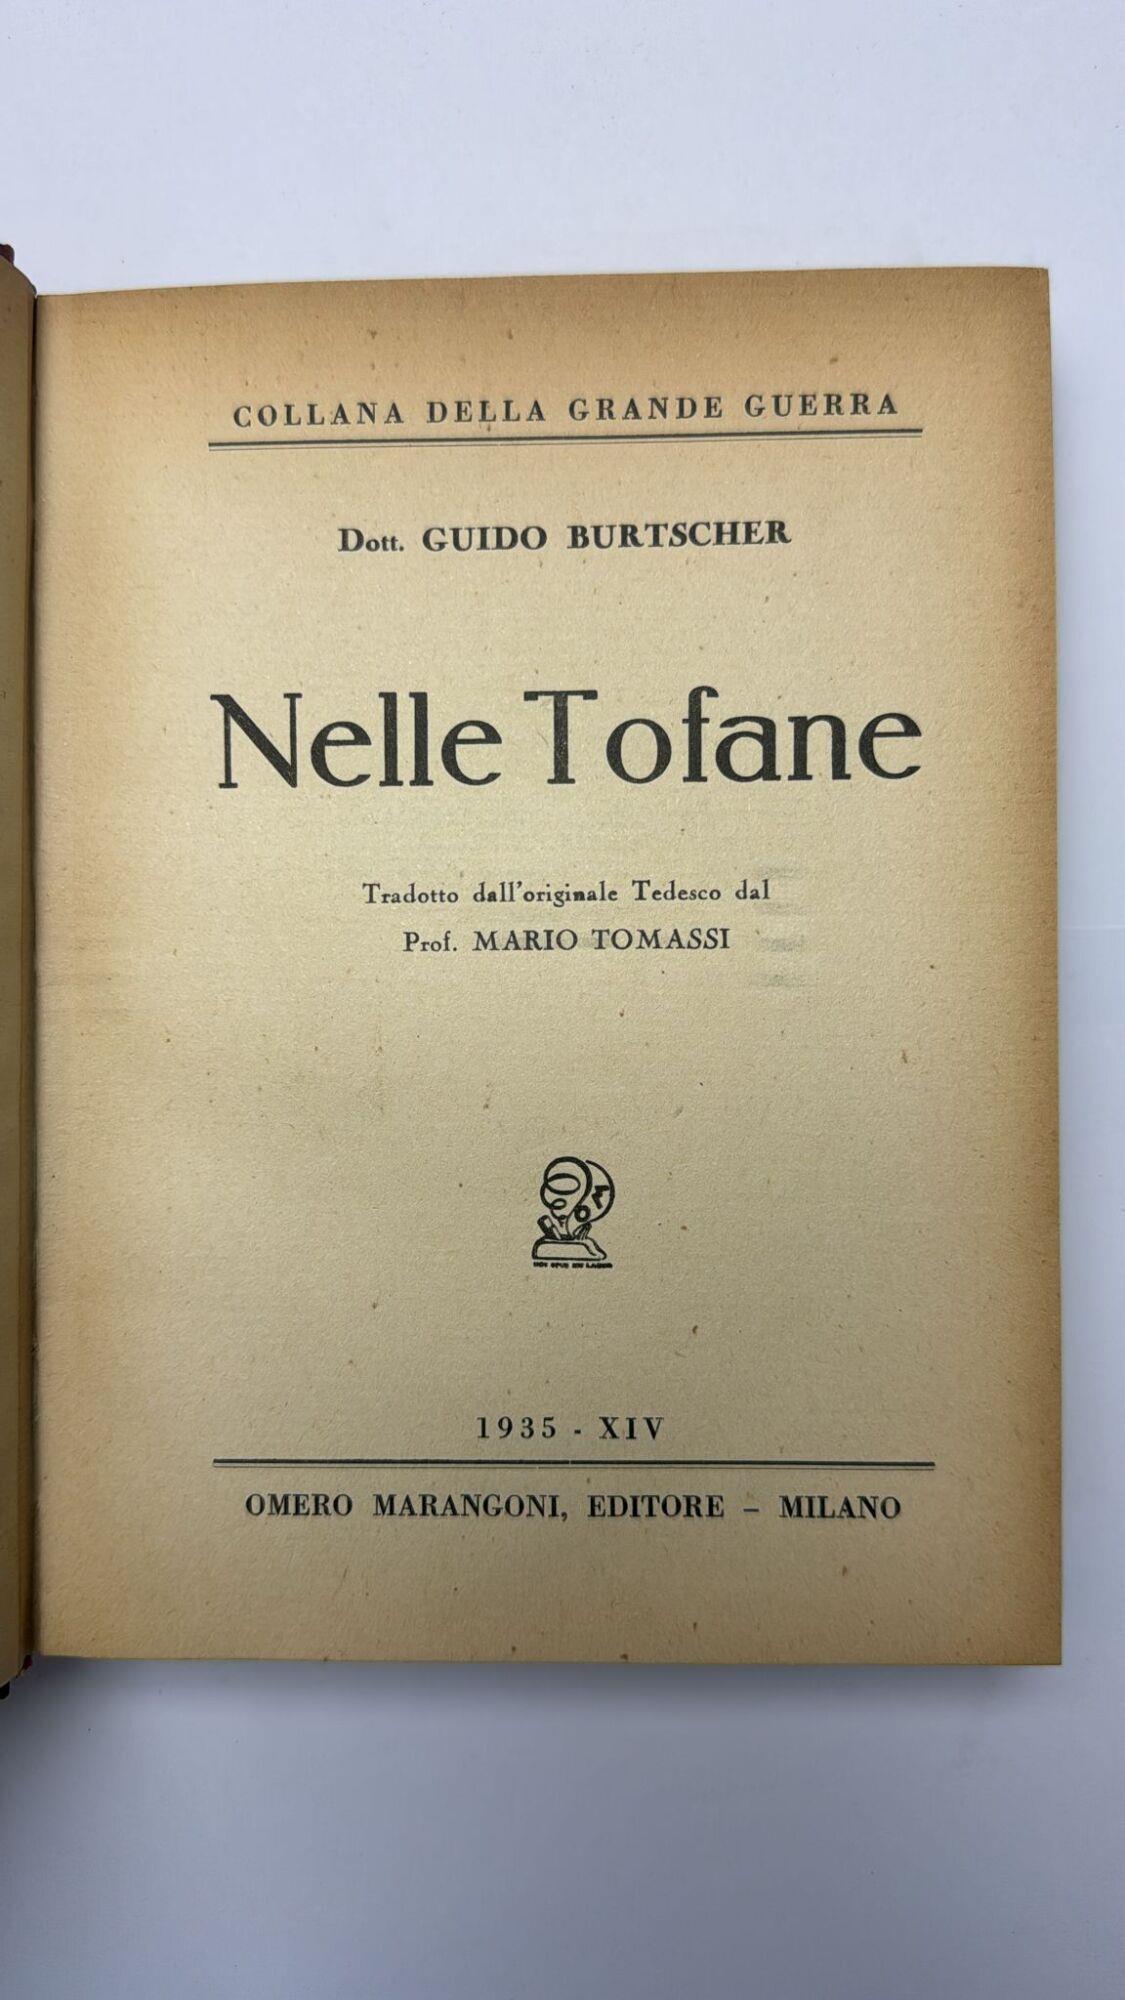 COLLANA DELLA GRANDE GUERRA
Dott. GUIDO BURTSCHER
Nelle Tofane
Tradotto dall'originale Tedesco dal
Prof. MARIO TOMASSI
1935 - XIV
OMERO MARANGONI, EDITORE - MILANO